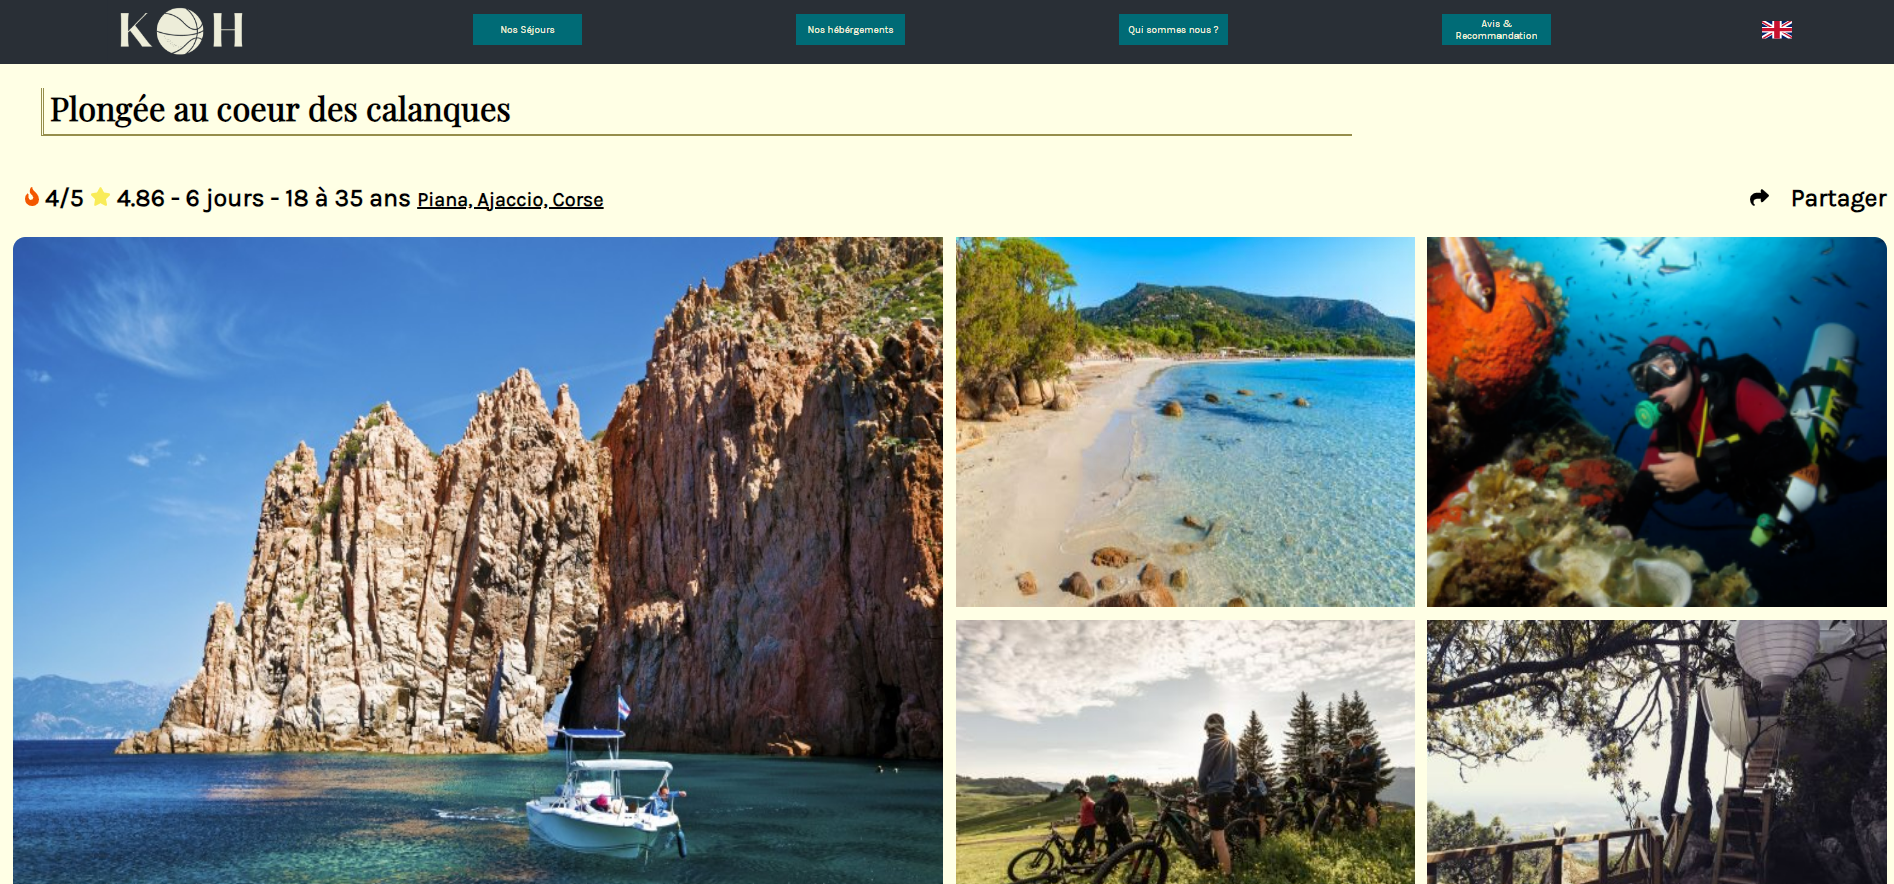 KOH
Nos Séjours
Nos hébérgements
Qui sommes nous ?
Avis &
Recommandation
Plongée au coeur des calanques
4/5 4.86 - 6 jours - 18 à 35 ans Piana, Ajaccio, Corse
Partager